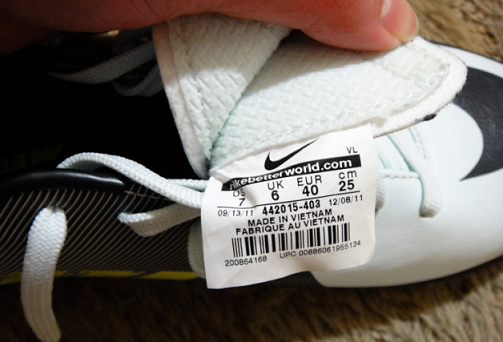 VL
nikebetterworld.com
US UK EUR cm
7 6 40 25
09/13/11 442015-403 12/08/11
MADE IN VIETNAM
FABRIQUE AU VIETNAM
200864168 UPC 00886061955134